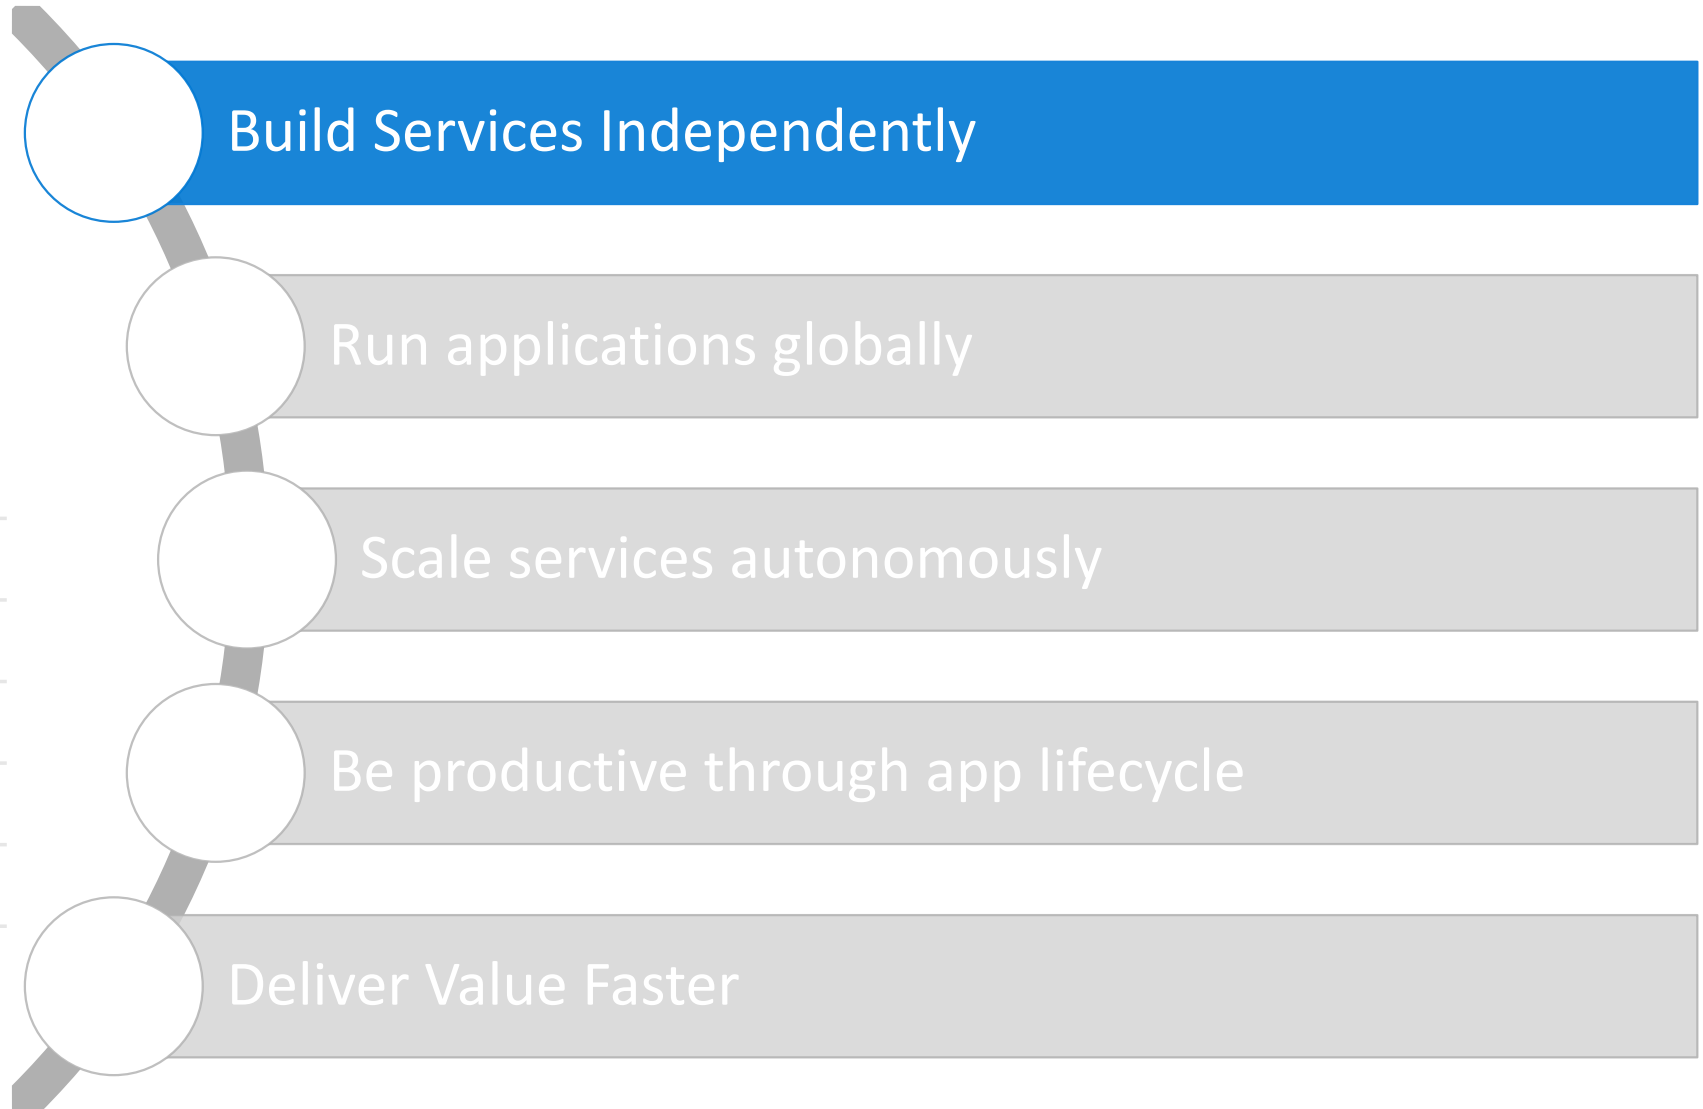 Build Services Independently
Run applications globally
Scale services autonomously
Be productive through app lifecycle
Deliver Value Faster